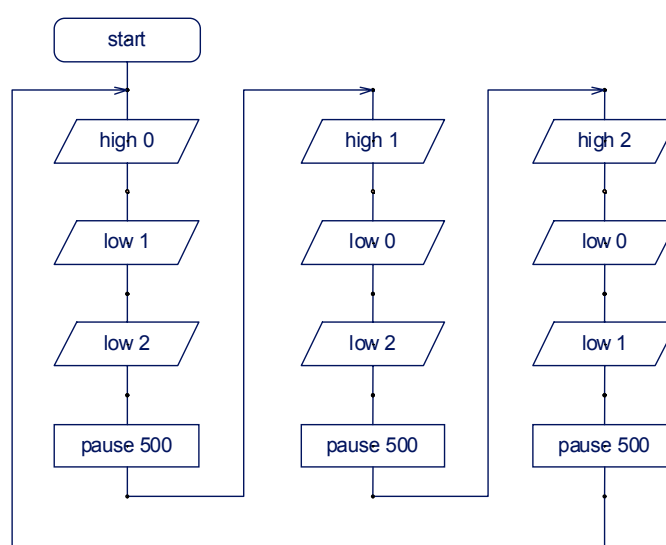 start
high 0
low 1
low 2
pause 500
high 1
low 0
low 2
pause 500
high 2
low 0
low 1
pause 500